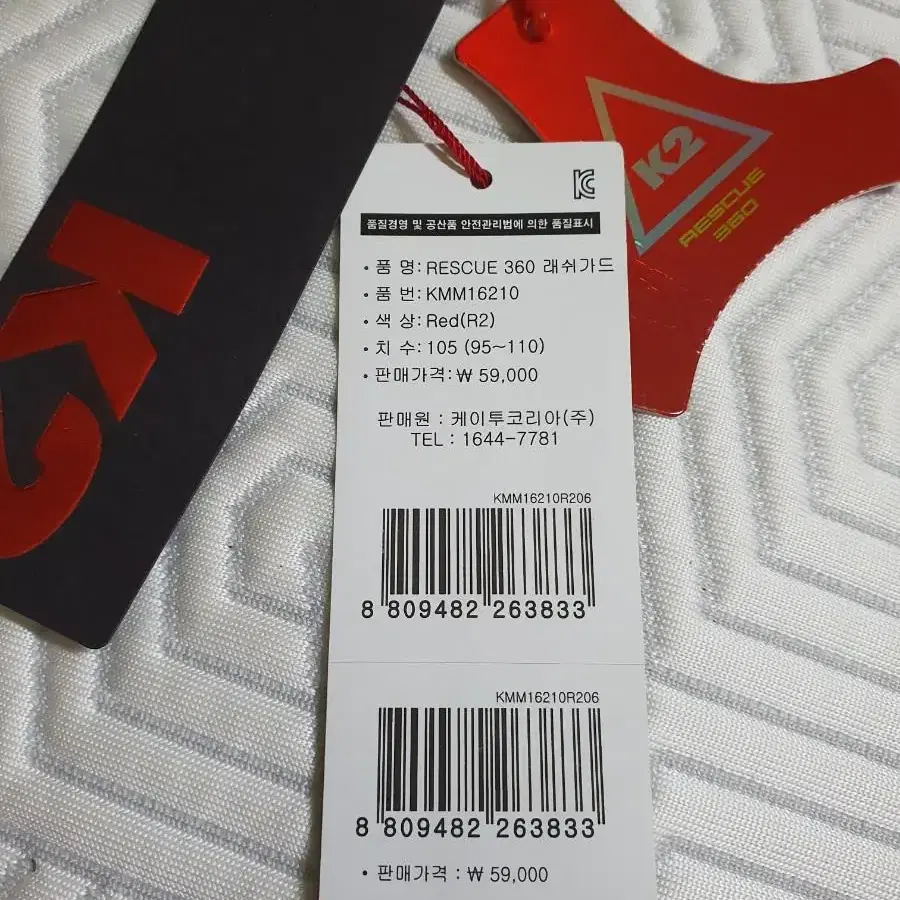 K2
K2
RESCUE
360
KC
품질경영 및 공산품 안전관리법에 의한 품질표시
• 품 명: RESCUE 360 래쉬가드
• 품 번: KMM16210
• 색 상: Red(R2)
• 치 수: 105 (95~110)
• 판매가격: ₩ 59,000
판매원 : 케이투코리아(주)
TEL : 1644-7781
KMM16210R206
8 809482 263833
KMM16210R206
8 809482 263833
• 판매가격 : ₩ 59,000